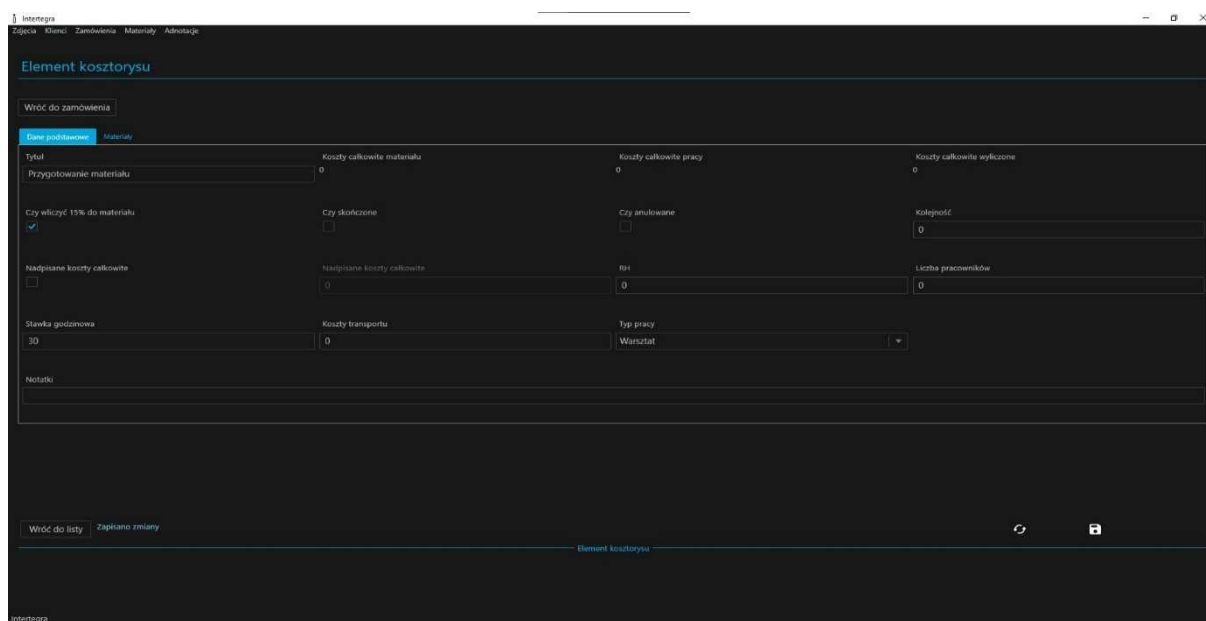 Intertegra
Zdjęcia Klienci Zamówienia Materiały Adnotacje
Element kosztorysu
Wróć do zamówienia
Dane podstawowe Materiały
Tytuł Koszty całkowite materiału Koszty całkowite pracy Koszty całkowite wyliczone
Przygotowanie materiału 0 0 0
Czy wliczyć 15% do materiału Czy skończone Czy anulowane Kolejność
0
Nadpisane koszty całkowite Nadpisane koszty całkowite RH Liczba pracowników
0 0 0
Stawka godzinowa Koszty transportu Typ pracy
30 0 Warsztat
Notatki
Wróć do listy Zapisano zmiany
Element kosztorysu
Intertegra